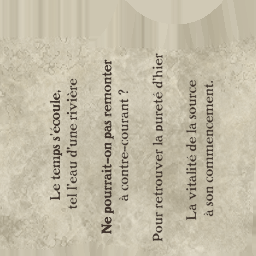 Le temps s'écoule,
tel l'eau d'une rivière
Ne pourrait-on pas remonter
à contre-courant ?
Pour retrouver la pureté d'hier
La vitalité de la source
à son commencement.